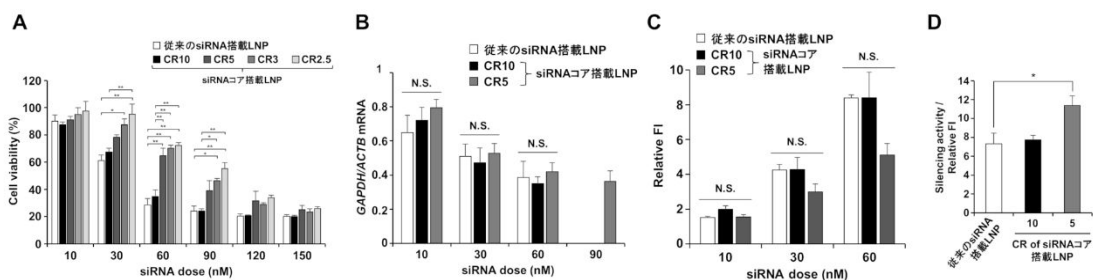 A
従来のsiRNA搭載LNP
CR10 CR5 CR3 CR2.5
siRNAコア搭載LNP
Cell viability (%)
120
100
80
60
40
20
0
** ** * ** ** ** ** ** ** ** ** * **
10 30 60 90 120 150
siRNA dose (nM)
B
従来のsiRNA搭載LNP
CR10
CR5
siRNAコア搭載LNP
GAPDH/ACTB mRNA
1
0.8
0.6
0.4
0.2
0
N.S.
N.S.
N.S.
10 30 60 90
siRNA dose (nM)
C
従来のsiRNA搭載LNP
CR10
CR5
siRNAコア
搭載LNP
Relative FI
10
8
6
4
2
0
N.S.
N.S.
N.S.
10 30 60
siRNA dose (nM)
D
Silencing activity /
Relative FI
14
12
10
8
6
4
2
0
*
従来のsiRNA
搭載LNP
10 5
CR of siRNAコア
搭載LNP